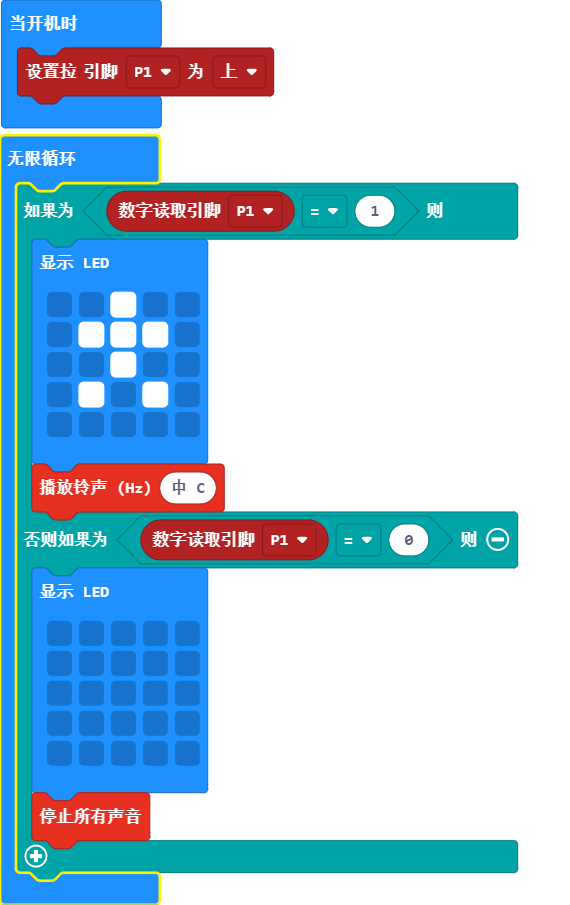 当开机时
设置拉 引脚 P1 为 上
无限循环
如果为 数字读取引脚 P1 = 1 则
显示 LED
播放铃声 (Hz) 中 C
否则如果为 数字读取引脚 P1 = 0 则
显示 LED
停止所有声音